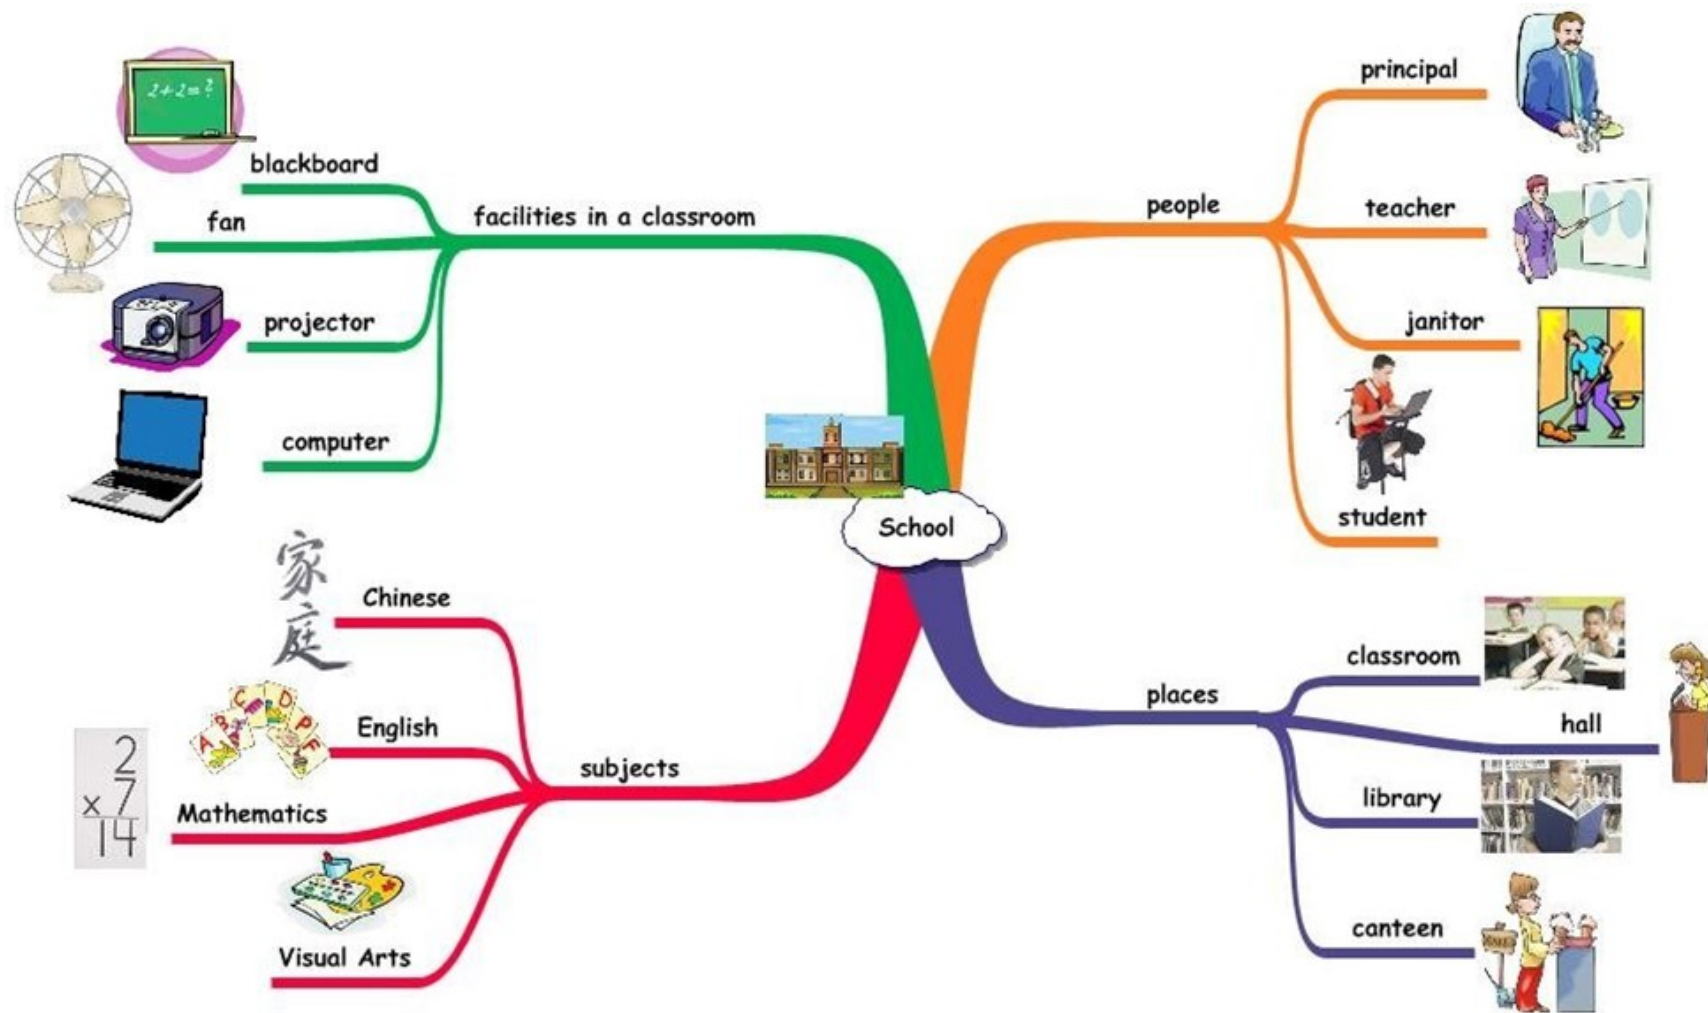 2+2=?
blackboard
fan
projector
computer
facilities in a classroom
people
principal
teacher
janitor
student
School
家
庭
Chinese
A B C D P F
English
2
x 7
14
Mathematics
Visual Arts
subjects
places
classroom
hall
library
canteen